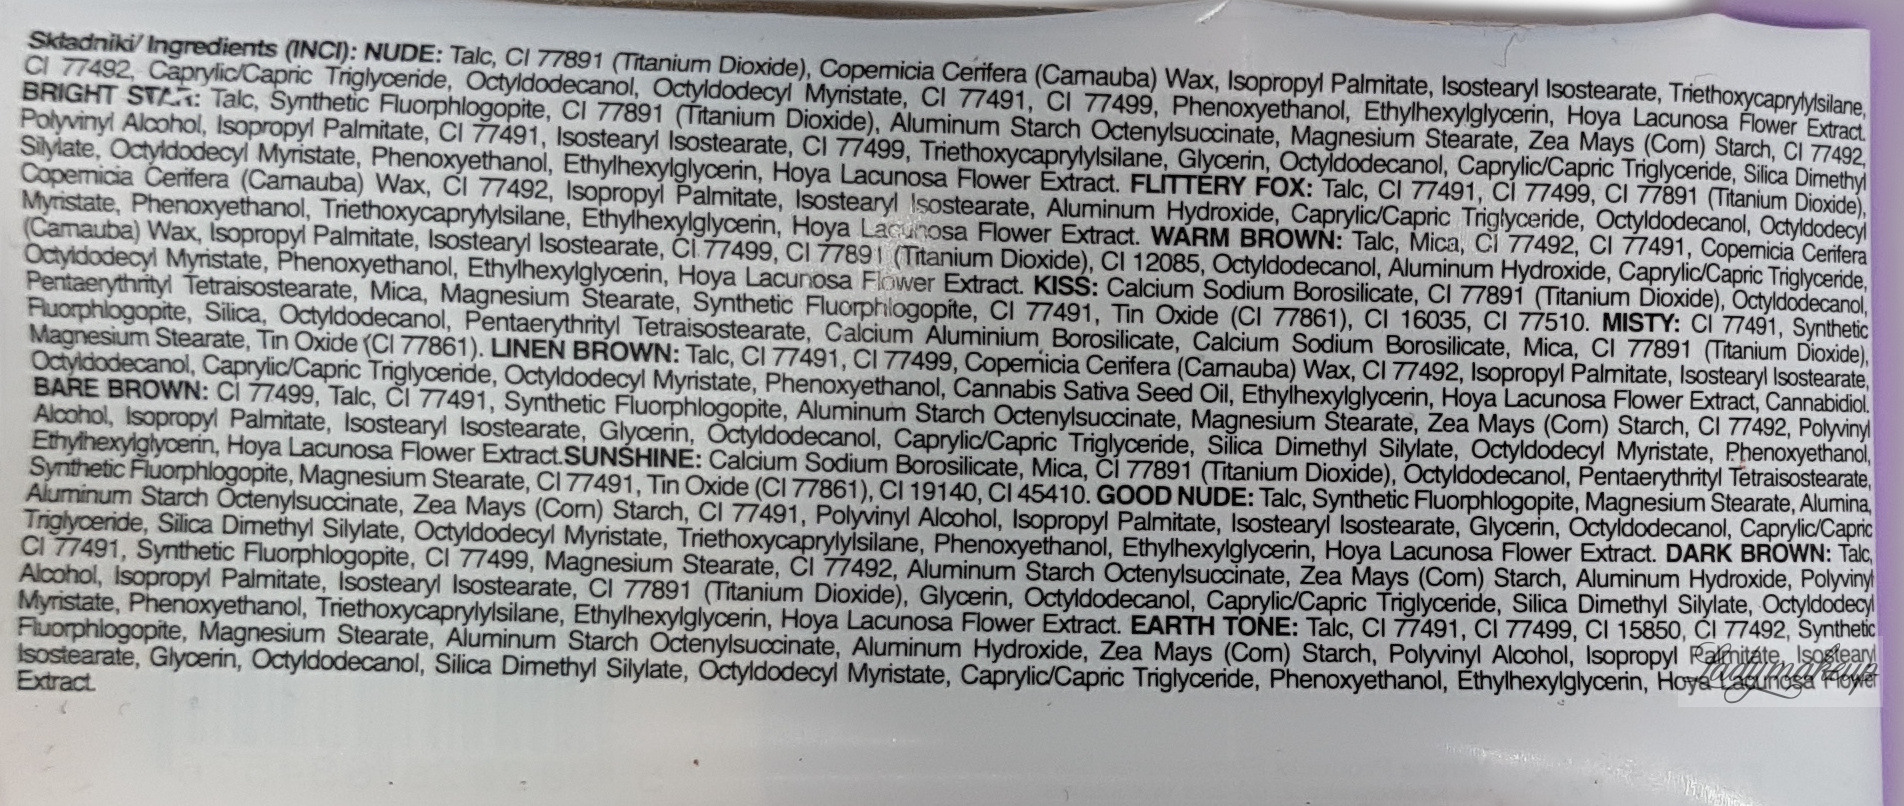 Składniki/ Ingredients (INCI): NUDE: Talc, CI 77891 (Titanium Dioxide), Copernicia Cerifera (Carnauba) Wax, Isopropyl Palmitate, Isostearyl Isostearate, Triethoxycaprylylsilane,
CI 77492, Caprylic/Capric Triglyceride, Octyldodecanol, Octyldodecyl Myristate, CI 77491, CI 77499, Phenoxyethanol, Ethylhexylglycerin, Hoya Lacunosa Flower Extract.
BRIGHT STAR: Talc, Synthetic Fluorphlogopite, CI 77891 (Titanium Dioxide), Aluminum Starch Octenylsuccinate, Magnesium Stearate, Zea Mays (Corn) Starch, CI 77492,
Polyvinyl Alcohol, Isopropyl Palmitate, CI 77491, Isostearyl Isostearate, CI 77499, Triethoxycaprylylsilane, Glycerin, Octyldodecanol, Caprylic/Capric Triglyceride, Silica Dimethyl
Silylate, Octyldodecyl Myristate, Phenoxyethanol, Ethylhexylglycerin, Hoya Lacunosa Flower Extract. FLITTERY FOX: Talc, CI 77491, CI 77499, CI 77891 (Titanium Dioxide),
Copernicia Cerifera (Carnauba) Wax, CI 77492, Isopropyl Palmitate, Isostearyl Isostearate, Aluminum Hydroxide, Caprylic/Capric Triglyceride, Octyldodecanol, Octyldodecyl
Myristate, Phenoxyethanol, Triethoxycaprylylsilane, Ethylhexylglycerin, Hoya Lacunosa Flower Extract. WARM BROWN: Talc, Mica, CI 77492, CI 77491, Copernicia Cerifera
(Carnauba) Wax, Isopropyl Palmitate, Isostearyl Isostearate, CI 77499, CI 77891 (Titanium Dioxide), CI 12085, Octyldodecanol, Aluminum Hydroxide, Caprylic/Capric Triglyceride,
Octyldodecyl Myristate, Phenoxyethanol, Ethylhexylglycerin, Hoya Lacunosa Flower Extract. KISS: Calcium Sodium Borosilicate, CI 77891 (Titanium Dioxide), Octyldodecanol,
Pentaerythrityl Tetraisostearate, Mica, Magnesium Stearate, Synthetic Fluorphlogopite, CI 77491, Tin Oxide (CI 77861), CI 16035, CI 77510. MISTY: CI 77491, Synthetic
Fluorphlogopite, Silica, Octyldodecanol, Pentaerythrityl Tetraisostearate, Calcium Aluminium Borosilicate, Calcium Sodium Borosilicate, Mica, CI 77891 (Titanium Dioxide),
Magnesium Stearate, Tin Oxide (CI 77861). LINEN BROWN: Talc, CI 77491, CI 77499, Copernicia Cerifera (Carnauba) Wax, CI 77492, Isopropyl Palmitate, Isostearyl Isostearate,
Octyldodecanol, Caprylic/Capric Triglyceride, Octyldodecyl Myristate, Phenoxyethanol, Cannabis Sativa Seed Oil, Ethylhexylglycerin, Hoya Lacunosa Flower Extract, Cannabidiol.
BARE BROWN: CI 77499, Talc, CI 77491, Synthetic Fluorphlogopite, Aluminum Starch Octenylsuccinate, Magnesium Stearate, Zea Mays (Corn) Starch, CI 77492, Polyvinyl
Alcohol, Isopropyl Palmitate, Isostearyl Isostearate, Glycerin, Octyldodecanol, Caprylic/Capric Triglyceride, Silica Dimethyl Silylate, Octyldodecyl Myristate, Phenoxyethanol,
Ethylhexylglycerin, Hoya Lacunosa Flower Extract.SUNSHINE: Calcium Sodium Borosilicate, Mica, CI 77891 (Titanium Dioxide), Octyldodecanol, Pentaerythrityl Tetraisostearate,
Synthetic Fluorphlogopite, Magnesium Stearate, CI 77491, Tin Oxide (CI 77861), CI 19140, CI 45410. GOOD NUDE: Talc, Synthetic Fluorphlogopite, Magnesium Stearate, Alumina,
Aluminum Starch Octenylsuccinate, Zea Mays (Corn) Starch, CI 77491, Polyvinyl Alcohol, Isopropyl Palmitate, Isostearyl Isostearate, Glycerin, Octyldodecanol, Caprylic/Capric
Triglyceride, Silica Dimethyl Silylate, Octyldodecyl Myristate, Triethoxycaprylylsilane, Phenoxyethanol, Ethylhexylglycerin, Hoya Lacunosa Flower Extract. DARK BROWN: Talc,
CI 77491, Synthetic Fluorphlogopite, CI 77499, Magnesium Stearate, CI 77492, Aluminum Starch Octenylsuccinate, Zea Mays (Corn) Starch, Aluminum Hydroxide, Polyvinyl
Alcohol, Isopropyl Palmitate, Isostearyl Isostearate, CI 77891 (Titanium Dioxide), Glycerin, Octyldodecanol, Caprylic/Capric Triglyceride, Silica Dimethyl Silylate, Octyldodecyl
Myristate, Phenoxyethanol, Triethoxycaprylylsilane, Ethylhexylglycerin, Hoya Lacunosa Flower Extract. EARTH TONE: Talc, CI 77491, CI 77499, CI 15850, CI 77492, Synthetic
Fluorphlogopite, Magnesium Stearate, Aluminum Starch Octenylsuccinate, Aluminum Hydroxide, Zea Mays (Corn) Starch, Polyvinyl Alcohol, Isopropyl Palmitate, Isostearyl
Isostearate, Glycerin, Octyldodecanol, Silica Dimethyl Silylate, Octyldodecyl Myristate, Caprylic/Capric Triglyceride, Phenoxyethanol, Ethylhexylglycerin, Hoya Lacunosa Flower
Extract.
ladymakeup